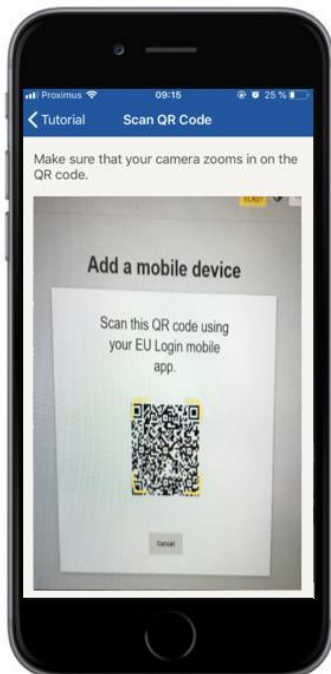 Proximus
09:15
25 %
Tutorial
Scan QR Code
Make sure that your camera zooms in on the
QR code.
Add a mobile device
Scan this QR code using
your EU Login mobile
app.
Cancel